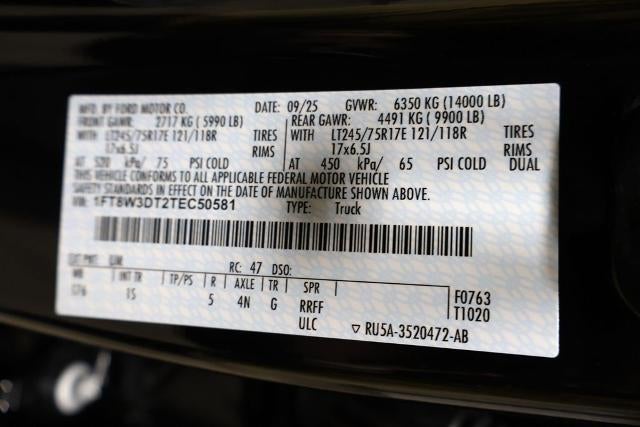 MFD. BY FORD MOTOR CO. DATE: 09/25 GVWR: 6350 KG (14000 LB)
FRONT GAWR: 2717 KG (5990 LB) REAR GAWR: 4491 KG (9900 LB)
WITH LT245/75R17E 121/118R TIRES WITH LT245/75R17E 121/118R TIRES
17x6.5J RIMS 17x6.5J RIMS
AT 520 kPa/ 75 PSI COLD AT 450 kPa/ 65 PSI COLD DUAL
THIS VEHICLE CONFORMS TO ALL APPLICABLE FEDERAL MOTOR VEHICLE
SAFETY STANDARDS IN EFFECT ON THE DATE OF MANUFACTURE SHOWN ABOVE.
VIN: 1FT8W3DT2TEC50581 TYPE: Truck
EXT PNT: RC: 47 DSO:
WB INT TR TP/PS R AXLE TR SPR F0763
176 1S 5 4N G RRFF T1020
ULC ▽ RU5A-3520472-AB